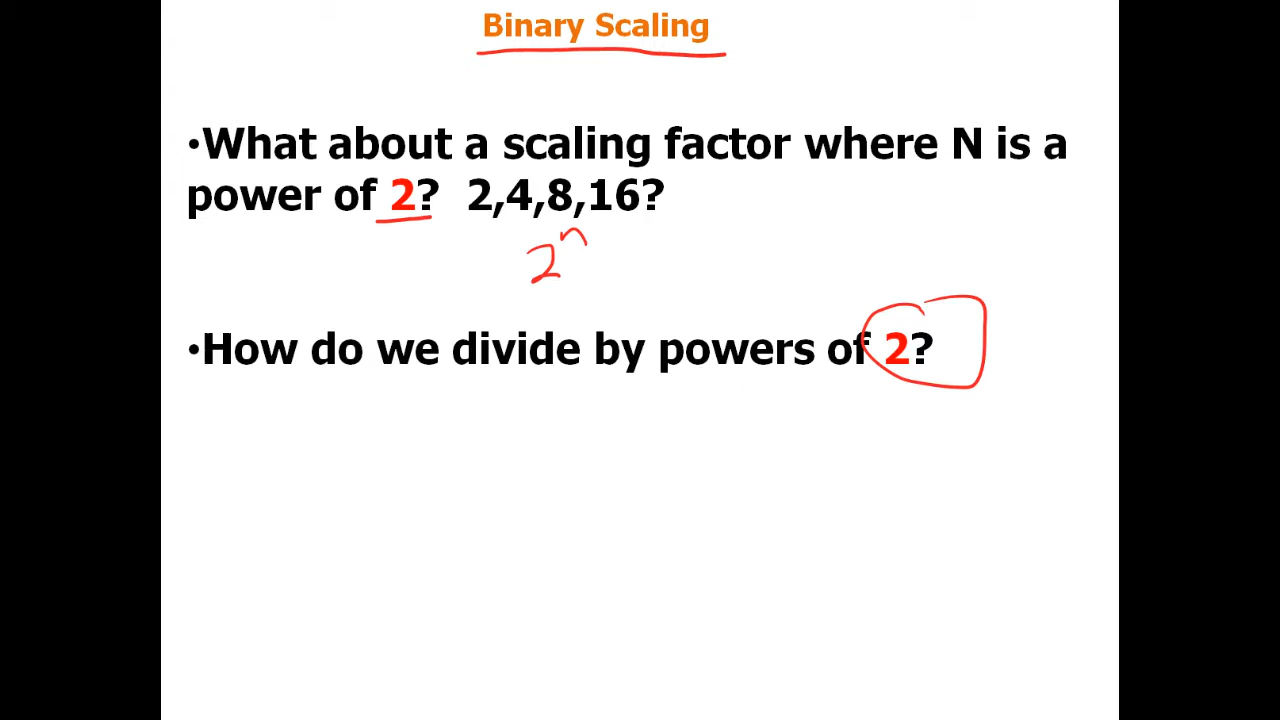 Binary Scaling
•What about a scaling factor where N is a
power of 2? 2,4,8,16?
2^n
•How do we divide by powers of 2?